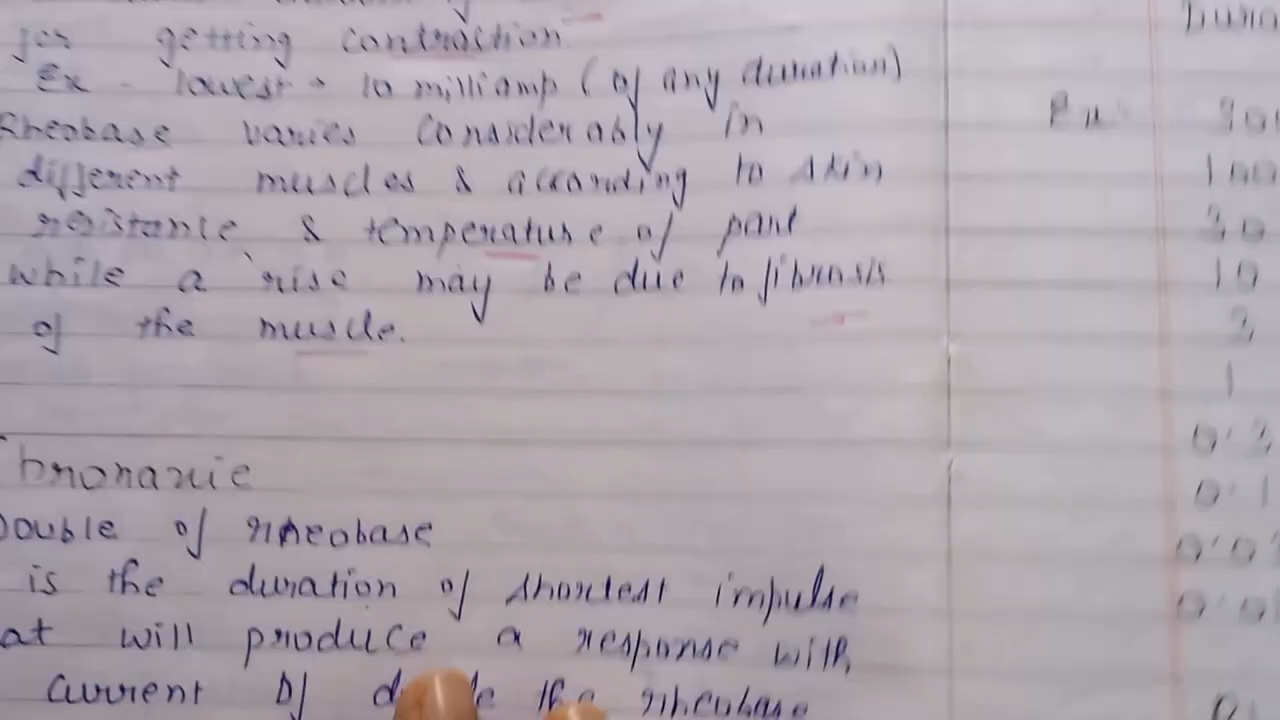 for getting contraction
Ex - lowest - 10 milliamp (of any duration)
Rheobase varies considerably in
different muscles & according to skin
resistance & temperature of part
while a rise may be due to fibrosis
of the muscle.
Chronaxie
Double of rheobase
is the duration of shortest impulse
at will produce a response with
current of the rheobase
Dura
Ex:
100
30
10
3
1
0.3
0.1